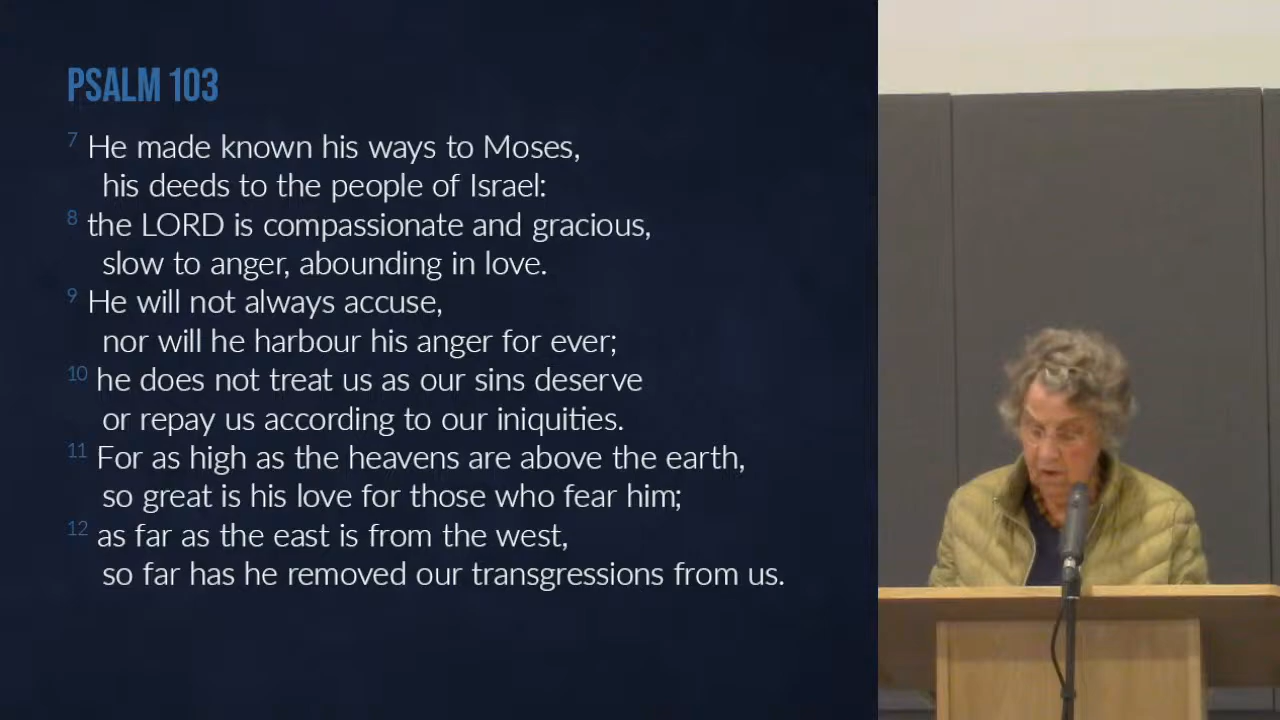 PSALM 103
7 He made known his ways to Moses,
his deeds to the people of Israel:
8 the LORD is compassionate and gracious,
slow to anger, abounding in love.
9 He will not always accuse,
nor will he harbour his anger for ever;
10 he does not treat us as our sins deserve
or repay us according to our iniquities.
11 For as high as the heavens are above the earth,
so great is his love for those who fear him;
12 as far as the east is from the west,
so far has he removed our transgressions from us.